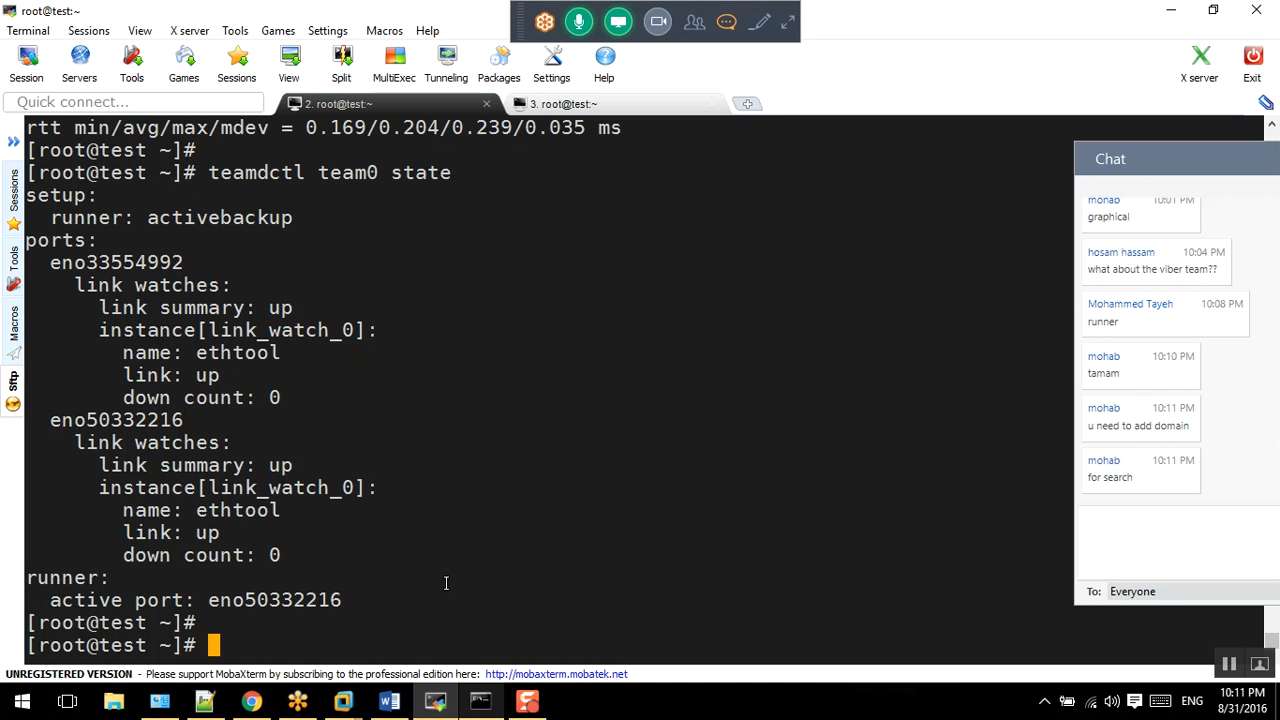 root@test:~
Terminal Sessions View X server Tools Games Settings Macros Help
Session Servers Tools Games Sessions View Split MultiExec Tunneling Packages Settings Help X server Exit
Quick connect...
2. root@test:~
3. root@test:~
rtt min/avg/max/mdev = 0.169/0.204/0.239/0.035 ms
[root@test ~]#
[root@test ~]# teamdctl team0 state
setup:
runner: activebackup
ports:
eno33554992
link watches:
link summary: up
instance[link_watch_0]:
name: ethtool
link: up
down count: 0
eno50332216
link watches:
link summary: up
instance[link_watch_0]:
name: ethtool
link: up
down count: 0
runner:
active port: eno50332216
[root@test ~]#
[root@test ~]#
Sessions
Tools
Macros
Sftp
Chat
mohab 10:01 PM
graphical
hosam hassam 10:04 PM
what about the viber team??
Mohammed Tayeh 10:08 PM
runner
mohab 10:10 PM
tamam
mohab 10:11 PM
u need to add domain
mohab 10:11 PM
for search
To: Everyone
UNREGISTERED VERSION - Please support MobaXterm by subscribing to the professional edition here: http://mobaxterm.mobatek.net
ENG
10:11 PM
8/31/2016